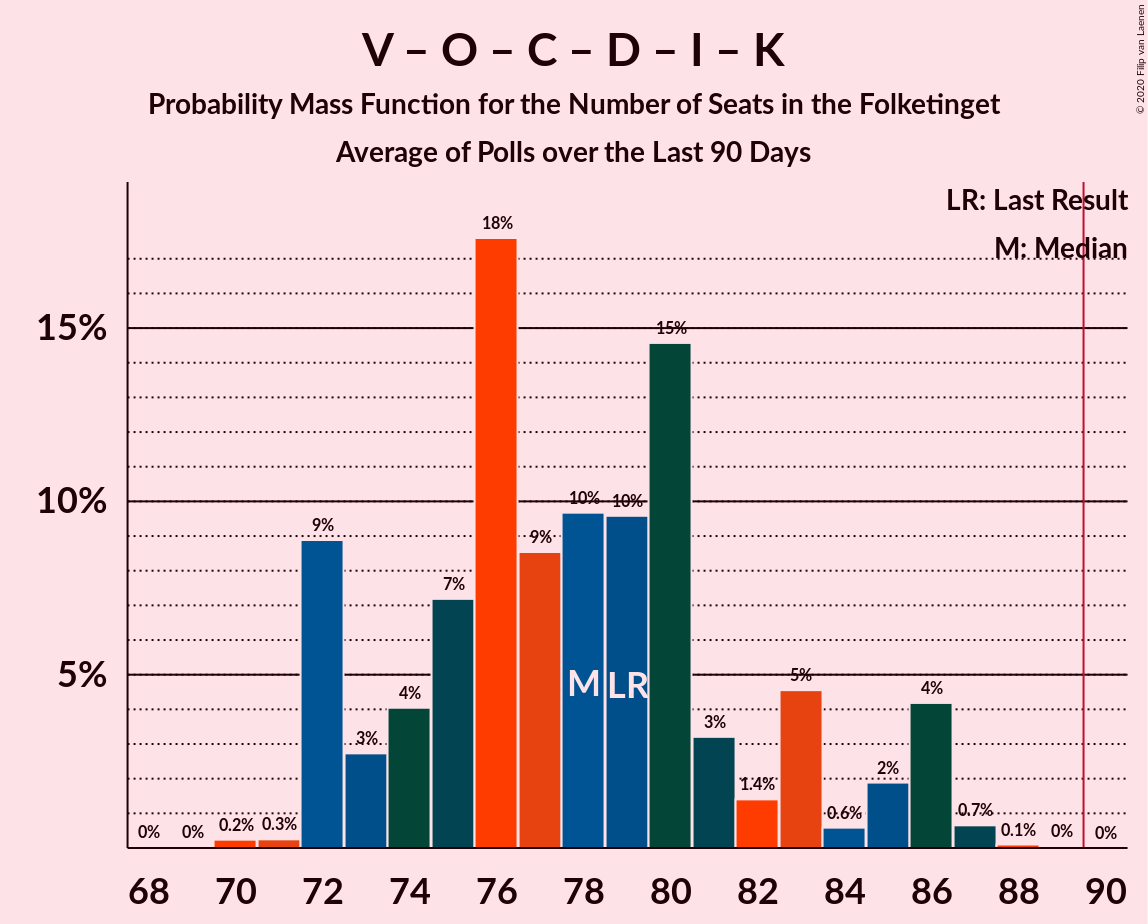 V – O – C – D – I – K
Probability Mass Function for the Number of Seats in the Folketinget
Average of Polls over the Last 90 Days
© 2020 Filip van Laenen
LR: Last Result
M: Median
18%
15%
15%
10%
10%
10%
9%
9%
7%
5%
5%
M
LR
4%
4%
3%
3%
2%
1.4%
0.6%
0.7%
0%
0%
0.2%
0.3%
0.1%
0%
0%
68 70 72 74 76 78 80 82 84 86 88 90